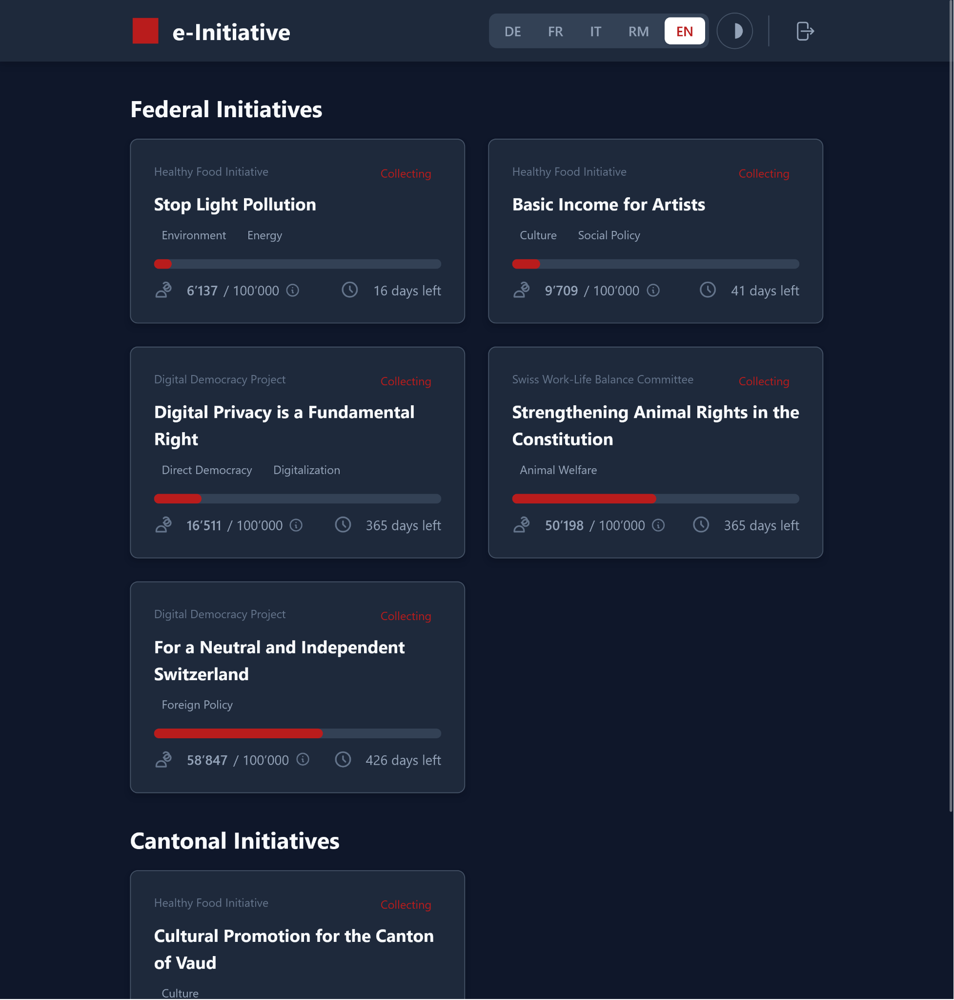 e-Initiative
DE FR IT RM EN
Federal Initiatives
Healthy Food Initiative
Collecting
Stop Light Pollution
Environment Energy
6’137 / 100’000
16 days left
Healthy Food Initiative
Collecting
Basic Income for Artists
Culture Social Policy
9’709 / 100’000
41 days left
Digital Democracy Project
Collecting
Digital Privacy is a Fundamental
Right
Direct Democracy Digitalization
16’511 / 100’000
365 days left
Swiss Work-Life Balance Committee
Collecting
Strengthening Animal Rights in the
Constitution
Animal Welfare
50’198 / 100’000
365 days left
Digital Democracy Project
Collecting
For a Neutral and Independent
Switzerland
Foreign Policy
58’847 / 100’000
426 days left
Cantonal Initiatives
Healthy Food Initiative
Collecting
Cultural Promotion for the Canton
of Vaud
Culture